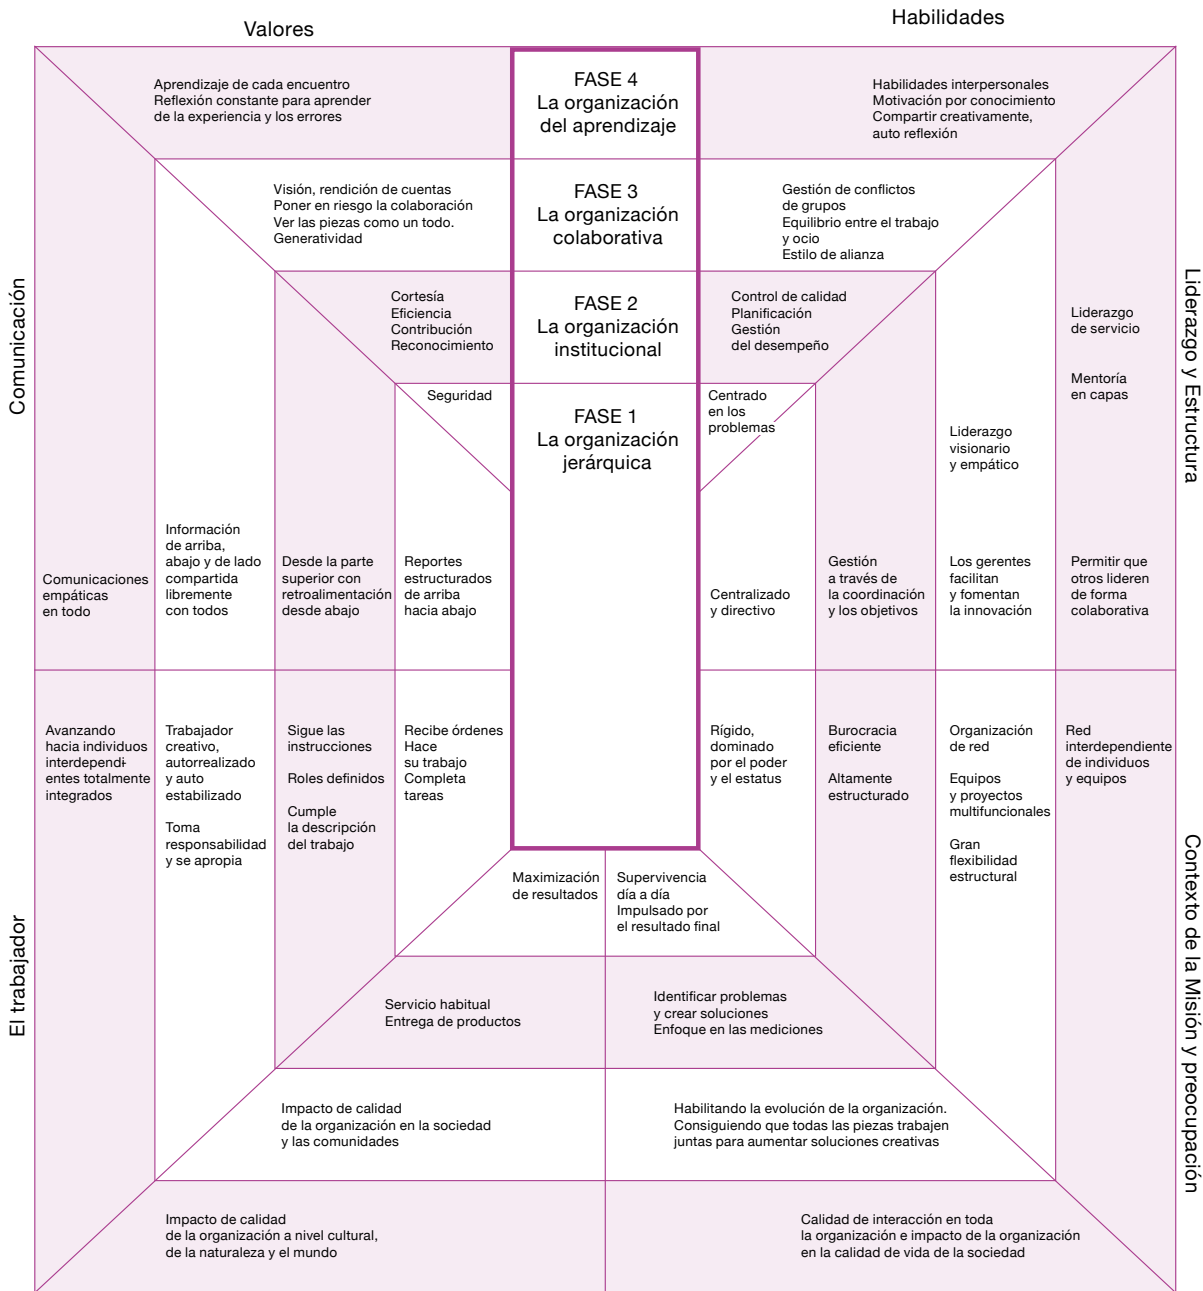 Valores
Habilidades
Aprendizaje de cada encuentro
Reflexión constante para aprender
de la experiencia y los errores
FASE 4
La organización
del aprendizaje
Habilidades interpersonales
Motivación por conocimiento
Compartir creativamente,
auto reflexión
Visión, rendición de cuentas
Poner en riesgo la colaboración
Ver las piezas como un todo.
Generatividad
FASE 3
La organización
colaborativa
Gestión de conflictos
de grupos
Equilibrio entre el trabajo
y ocio
Estilo de alianza
Cortesía
Eficiencia
Contribución
Reconocimiento
FASE 2
La organización
institucional
Control de calidad
Planificación
Gestión
del desempeño
Seguridad
FASE 1
La organización
jerárquica
Centrado
en los
problemas
Comunicación
Liderazgo y Estructura
Comunicaciones
empáticas
en todo
Información
de arriba,
abajo y de lado
compartida
libremente
con todos
Desde la parte
superior con
retroalimentación
desde abajo
Reportes
estructurados
de arriba
hacia abajo
Centralizado
y directivo
Gestión
a través de
la coordinación
y los objetivos
Liderazgo
visionario
y empático
Los gerentes
facilitan
y fomentan
la innovación
Liderazgo
de servicio
Mentoría
en capas
Permitir que
otros lideren
de forma
colaborativa
El trabajador
Contexto de la Misión y preocupación
Avanzando
hacia individuos
interdependi-
entes totalmente
integrados
Trabajador
creativo,
autorrealizado
y auto
estabilizado
Toma
responsabilidad
y se apropia
Sigue las
instrucciones
Roles definidos
Cumple
la descripción
del trabajo
Recibe órdenes
Hace
su trabajo
Completa
tareas
Rígido,
dominado
por el poder
y el estatus
Burocracia
eficiente
Altamente
estructurado
Organización
de red
Equipos
y proyectos
multifuncionales
Gran
flexibilidad
estructural
Red
interdependiente
de individuos
y equipos
Maximización
de resultados
Supervivencia
día a día
Impulsado por
el resultado final
Servicio habitual
Entrega de productos
Identificar problemas
y crear soluciones
Enfoque en las mediciones
Impacto de calidad
de la organización en la sociedad
y las comunidades
Habilitando la evolución de la organización.
Consiguiendo que todas las piezas trabajen
juntas para aumentar soluciones creativas
Impacto de calidad
de la organización a nivel cultural,
de la naturaleza y el mundo
Calidad de interacción en toda
la organización e impacto de la organización
en la calidad de vida de la sociedad